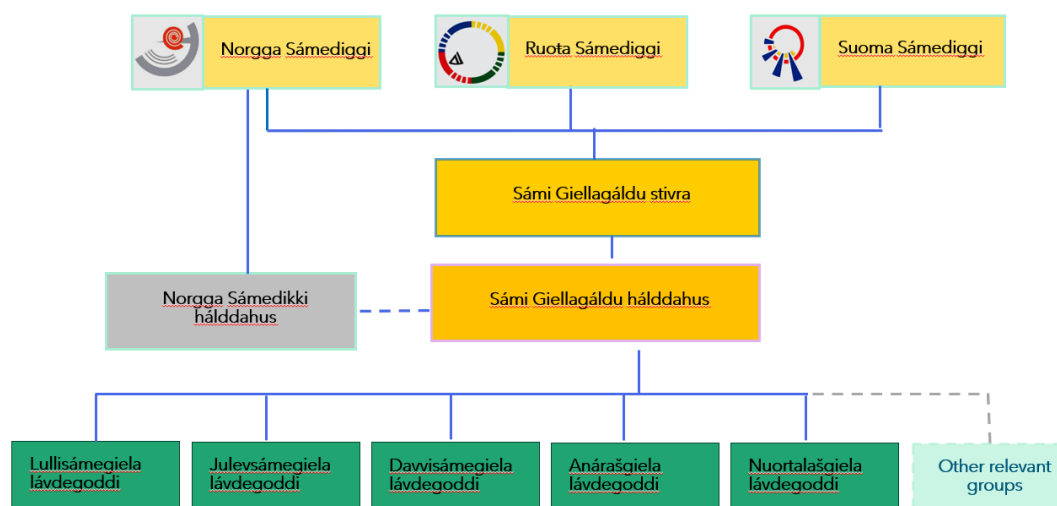 Norgga Sámediggi
Ruota Sámediggi
Suoma Sámediggi
Sámi Giellagáldu stivra
Norgga Sámedikki
hálddahus
Sámi Giellagáldu hálddahus
Lullisámegiela
lávdegoddi
Julevsámegiela
lávdegoddi
Davvisámegiela
lávdegoddi
Anárašgiela
lávdegoddi
Nuortalašgiela
lávdegoddi
Other relevant
groups